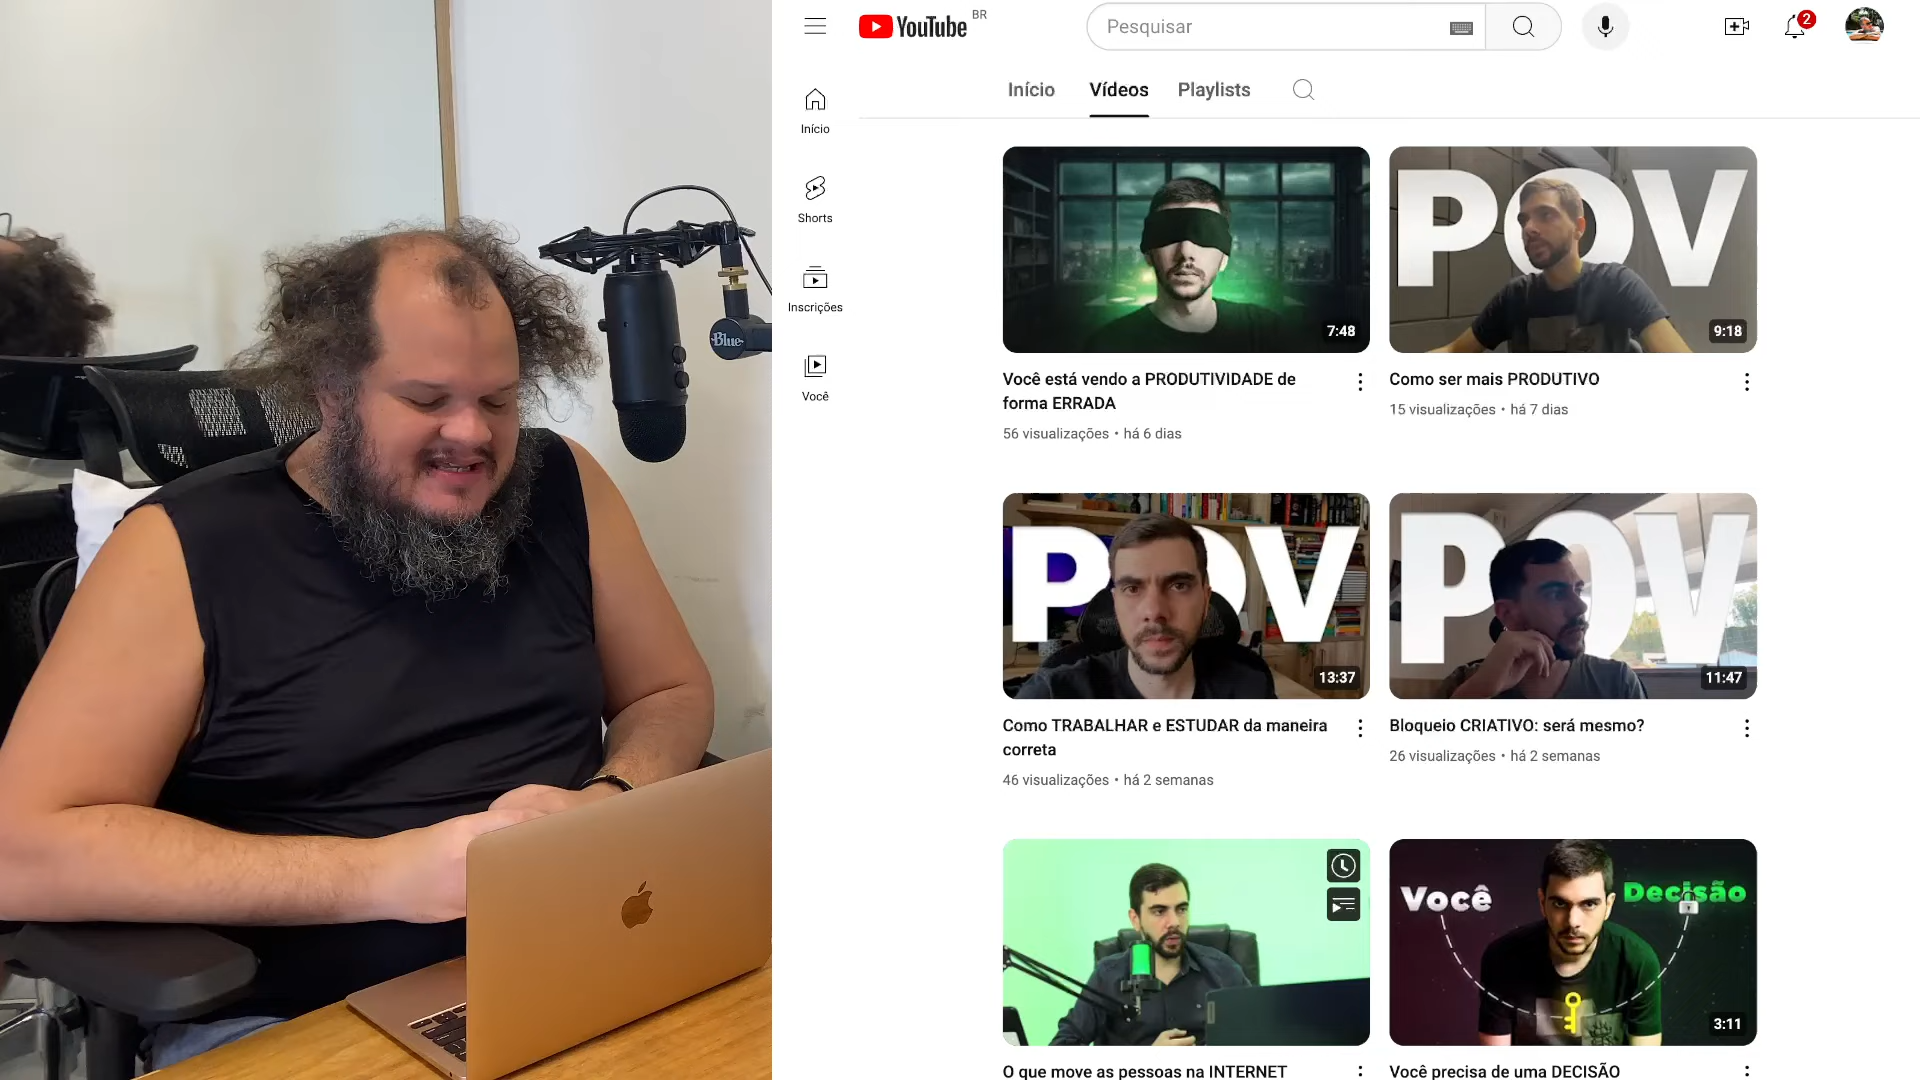 YouTube BR
Pesquisar
2
Início
Vídeos
Playlists
Início
Shorts
Inscrições
Você
Blue
7:48
Você está vendo a PRODUTIVIDADE de
forma ERRADA
56 visualizações • há 6 dias
POV
9:18
Como ser mais PRODUTIVO
15 visualizações • há 7 dias
POV
13:37
Como TRABALHAR e ESTUDAR da maneira
correta
46 visualizações • há 2 semanas
POV
11:47
Bloqueio CRIATIVO: será mesmo?
26 visualizações • há 2 semanas
O que move as pessoas na INTERNET
Você
Decisão
3:11
Você precisa de uma DECISÃO